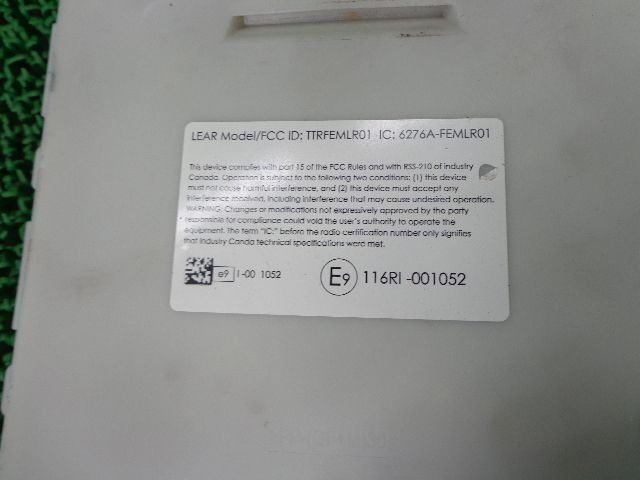 LEAR Model/FCC ID: TTRFEMLR01 IC: 6276A-FEMLR01
This device complies with part 15 of the FCC Rules and with RSS-210 of Industry
Canada. Operation is subject to the following two conditions: (1) this device
must not cause harmful interference, and (2) this device must accept any
interference received, including interference that may cause undesired operation.
WARNING: Changes or modifications not expressively approved by the party
responsible for compliance could void the user's authority to operate the
equipment. The term "IC:" before the radio certification number only signifies
that Industry Canda technical specifications were met.
e9 I-00 1052
E9 116RI -001052